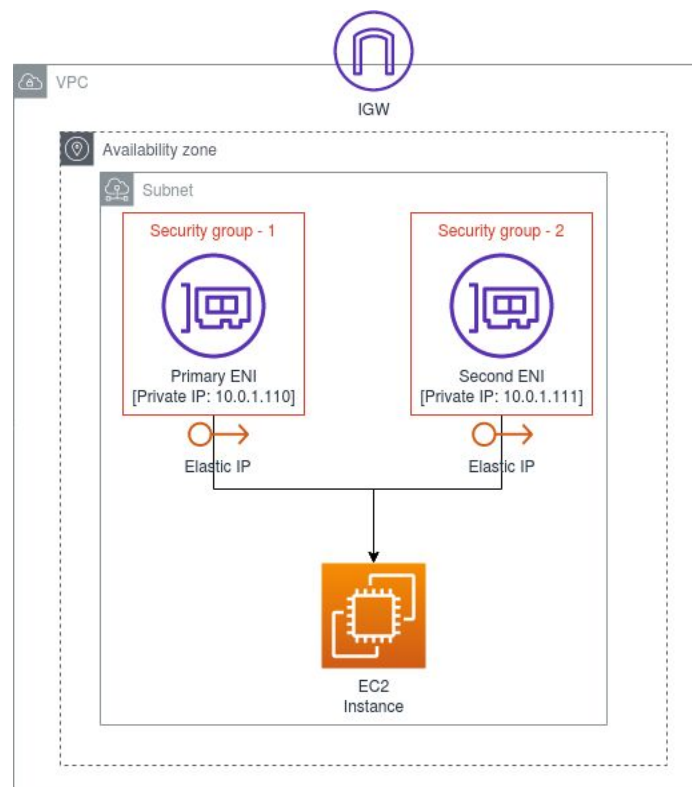 IGW
VPC
Availability zone
Subnet
Security group - 1
Security group - 2
Primary ENI
[Private IP: 10.0.1.110]
Second ENI
[Private IP: 10.0.1.111]
Elastic IP
Elastic IP
EC2
Instance